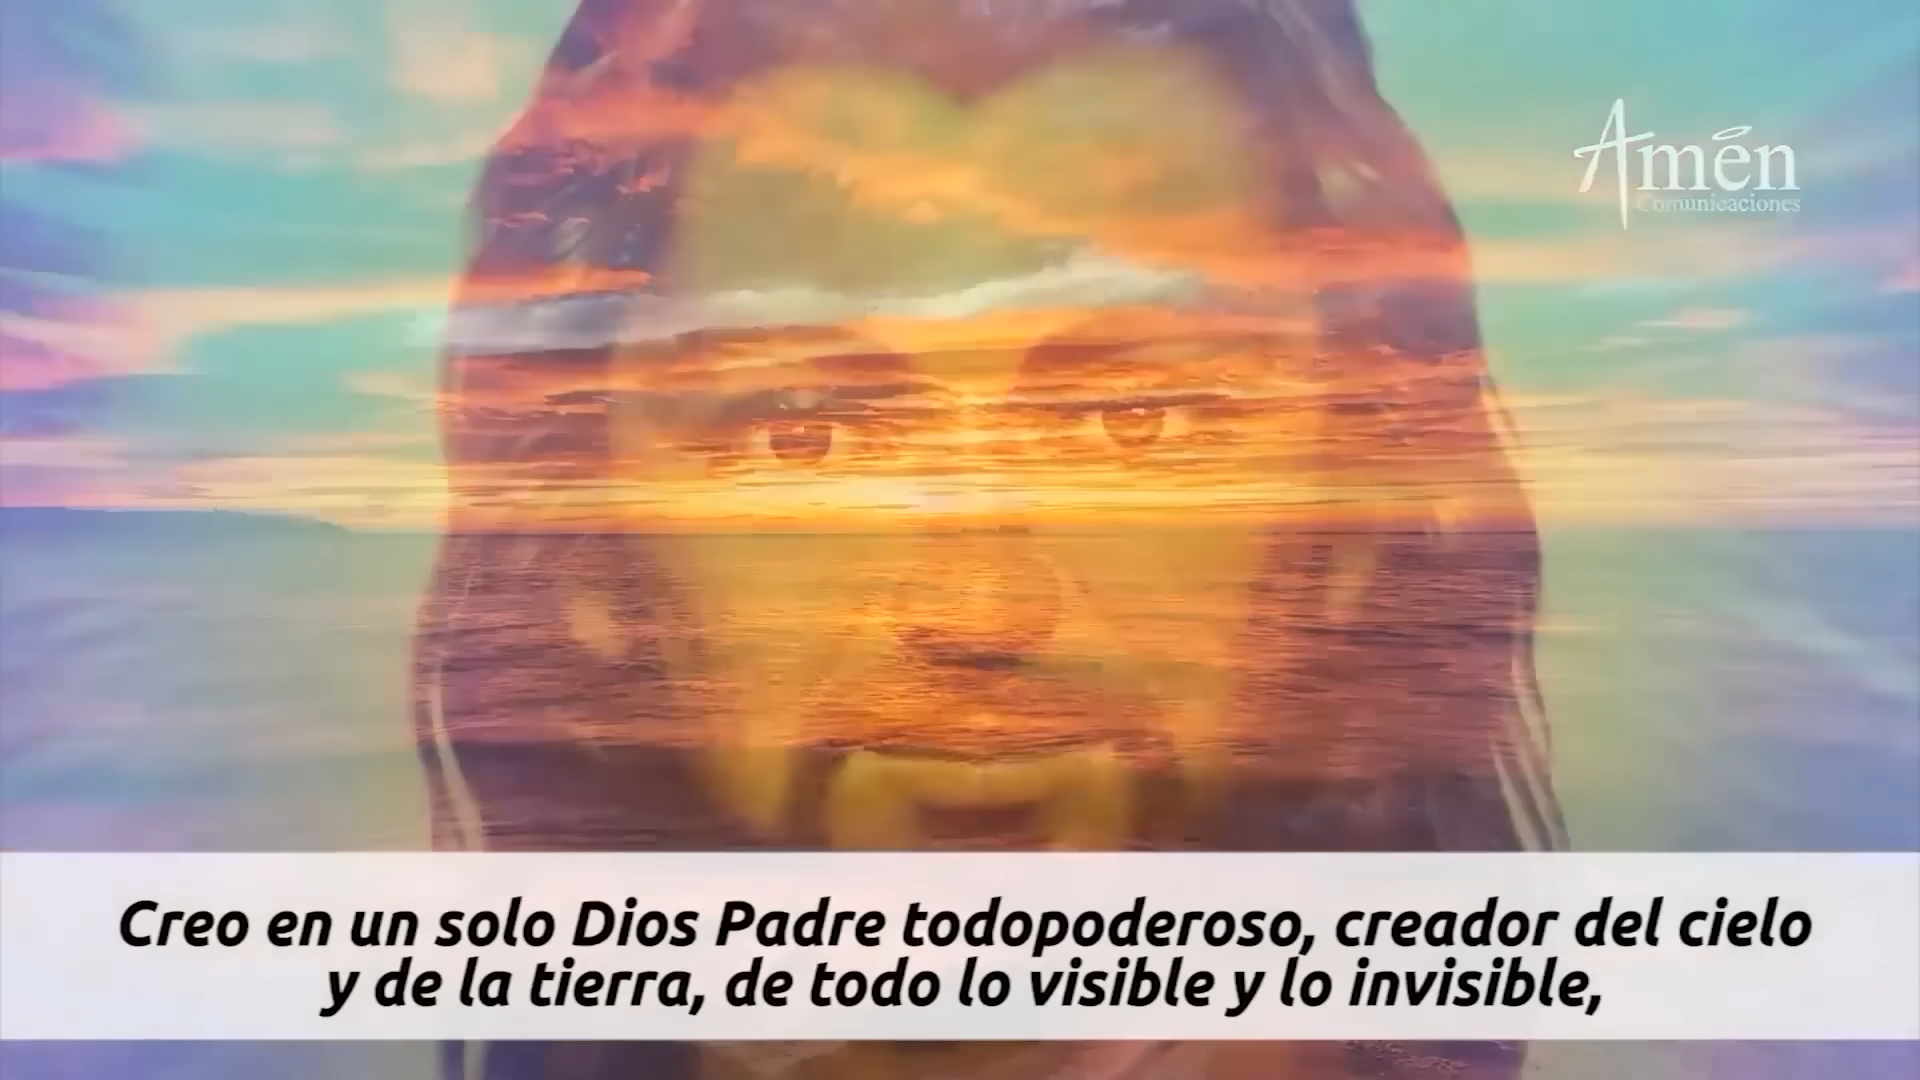 Amén
Comunicaciones
Creo en un solo Dios Padre todopoderoso, creador del cielo
y de la tierra, de todo lo visible y lo invisible,